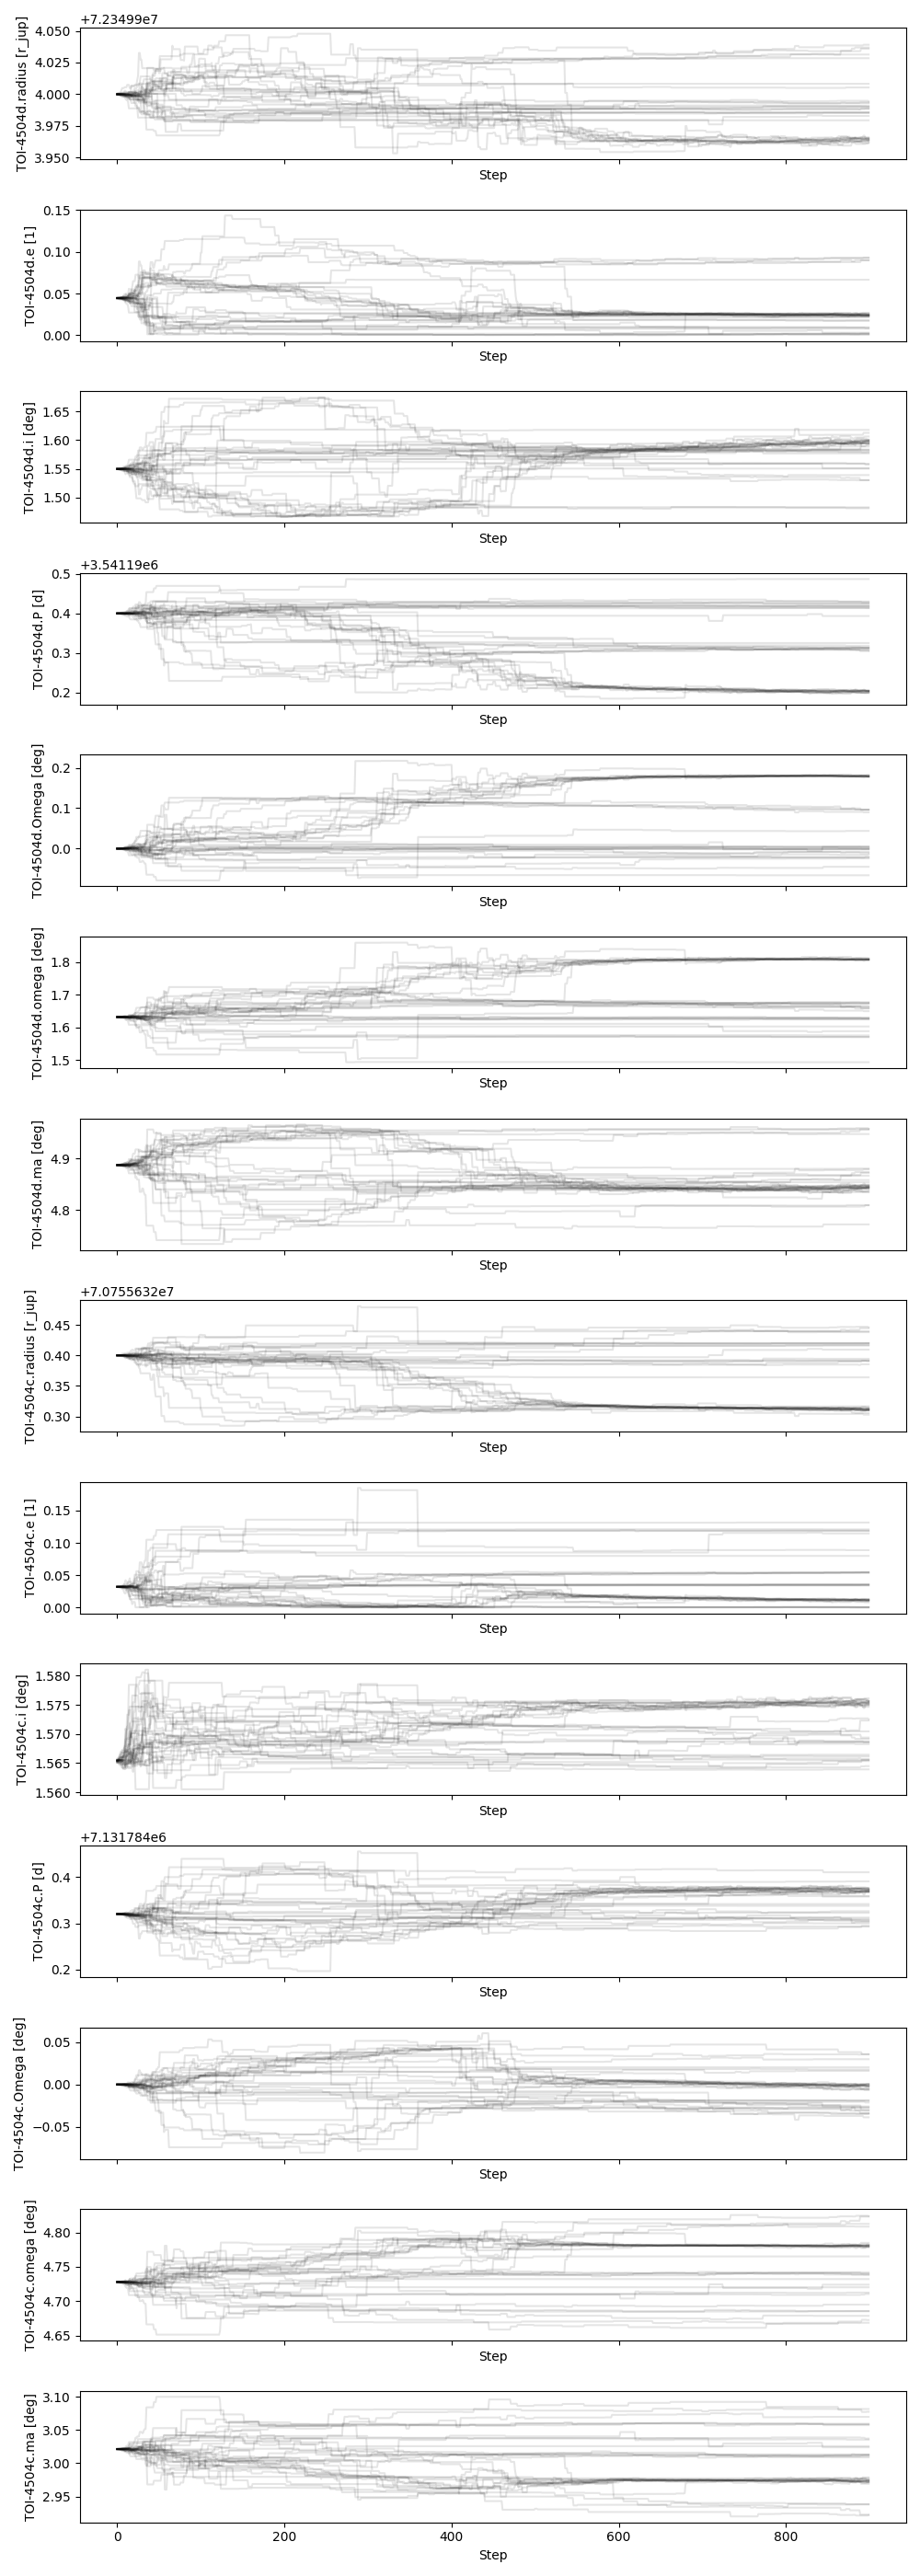 +7.23499e7
4.050
4.025
4.000
3.975
3.950
TOI-4504d.radius [r_jup]
Step
0.15
0.10
0.05
0.00
TOI-4504d.e [1]
Step
1.65
1.60
1.55
1.50
TOI-4504d.i [deg]
Step
+3.54119e6
0.5
0.4
0.3
0.2
TOI-4504d.P [d]
Step
0.2
0.1
0.0
TOI-4504d.Omega [deg]
Step
1.8
1.7
1.6
1.5
TOI-4504d.omega [deg]
Step
4.9
4.8
TOI-4504d.ma [deg]
Step
+7.0755632e7
0.45
0.40
0.35
0.30
TOI-4504c.radius [r_jup]
Step
0.15
0.10
0.05
0.00
TOI-4504c.e [1]
Step
1.580
1.575
1.570
1.565
1.560
TOI-4504c.i [deg]
Step
+7.131784e6
0.4
0.3
0.2
TOI-4504c.P [d]
Step
0.05
0.00
−0.05
TOI-4504c.Omega [deg]
Step
4.80
4.75
4.70
4.65
TOI-4504c.omega [deg]
Step
3.10
3.05
3.00
2.95
TOI-4504c.ma [deg]
0 200 400 600 800
Step